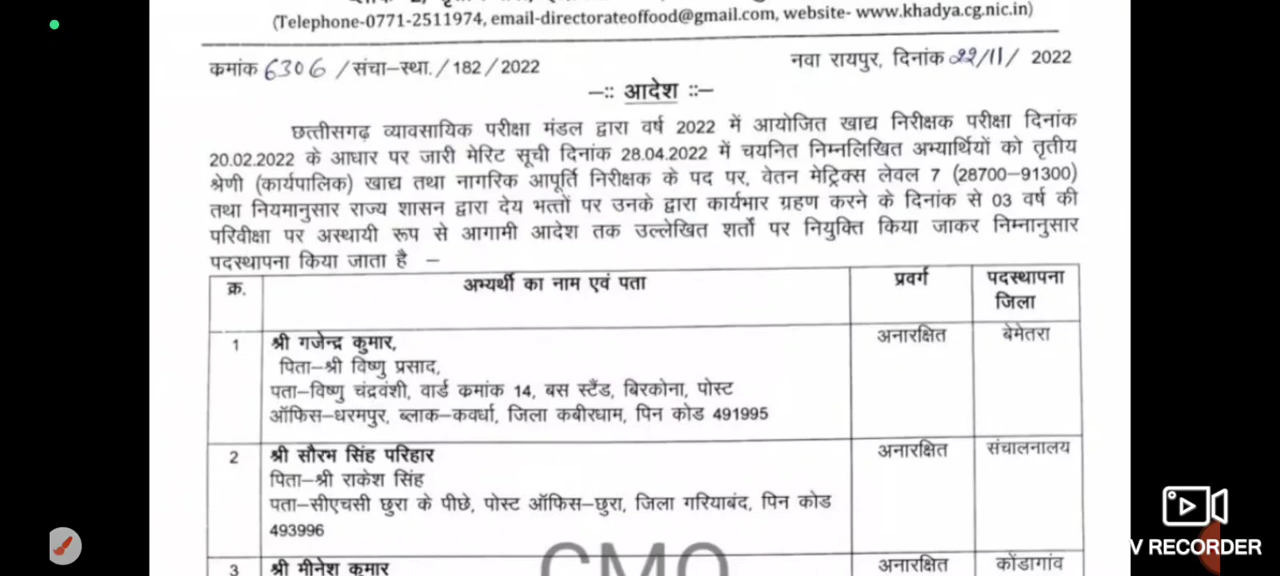 (Telephone-0771-2511974, email-directorateoffood@gmail.com, website- www.khadya.cg.nic.in)
कमांक 6306 /संचा-स्था./182/2022 नवा रायपुर, दिनांक 22/11/ 2022
-:: आदेश ::-
छत्तीसगढ़ व्यावसायिक परीक्षा मंडल द्वारा वर्ष 2022 में आयोजित खाद्य निरीक्षक परीक्षा दिनांक
20.02.2022 के आधार पर जारी मेरिट सूची दिनांक 28.04.2022 में चयनित निम्नलिखित अभ्यार्थियों को तृतीय
श्रेणी (कार्यपालिक) खाद्य तथा नागरिक आपूर्ति निरीक्षक के पद पर, वेतन मेट्रिक्स लेवल 7 (28700-91300)
तथा नियमानुसार राज्य शासन द्वारा देय भत्तों पर उनके द्वारा कार्यभार ग्रहण करने के दिनांक से 03 वर्ष की
परिवीक्षा पर अस्थायी रूप से आगामी आदेश तक उल्लेखित शर्तो पर नियुक्ति किया जाकर निम्नानुसार
पदस्थापना किया जाता है -
क्र. अभ्यर्थी का नाम एवं पता प्रवर्ग पदस्थापना
जिला
1 श्री गजेन्द्र कुमार, अनारक्षित बेमेतरा
पिता-श्री विष्णु प्रसाद,
पता-विष्णु चंद्रवंशी, वार्ड कमांक 14, बस स्टैंड, बिरकोना, पोस्ट
ऑफिस-धरमपुर, ब्लाक-कवर्धा, जिला कबीरधाम, पिन कोड 491995
2 श्री सौरभ सिंह परिहार अनारक्षित संचालनालय
पिता-श्री राकेश सिंह
पता-सीएचसी छुरा के पीछे, पोस्ट ऑफिस-छुरा, जिला गरियाबंद, पिन कोड
493996
3 श्री मीनेश कुमार अनारक्षित कोंडागांव
CMO
V RECORDER